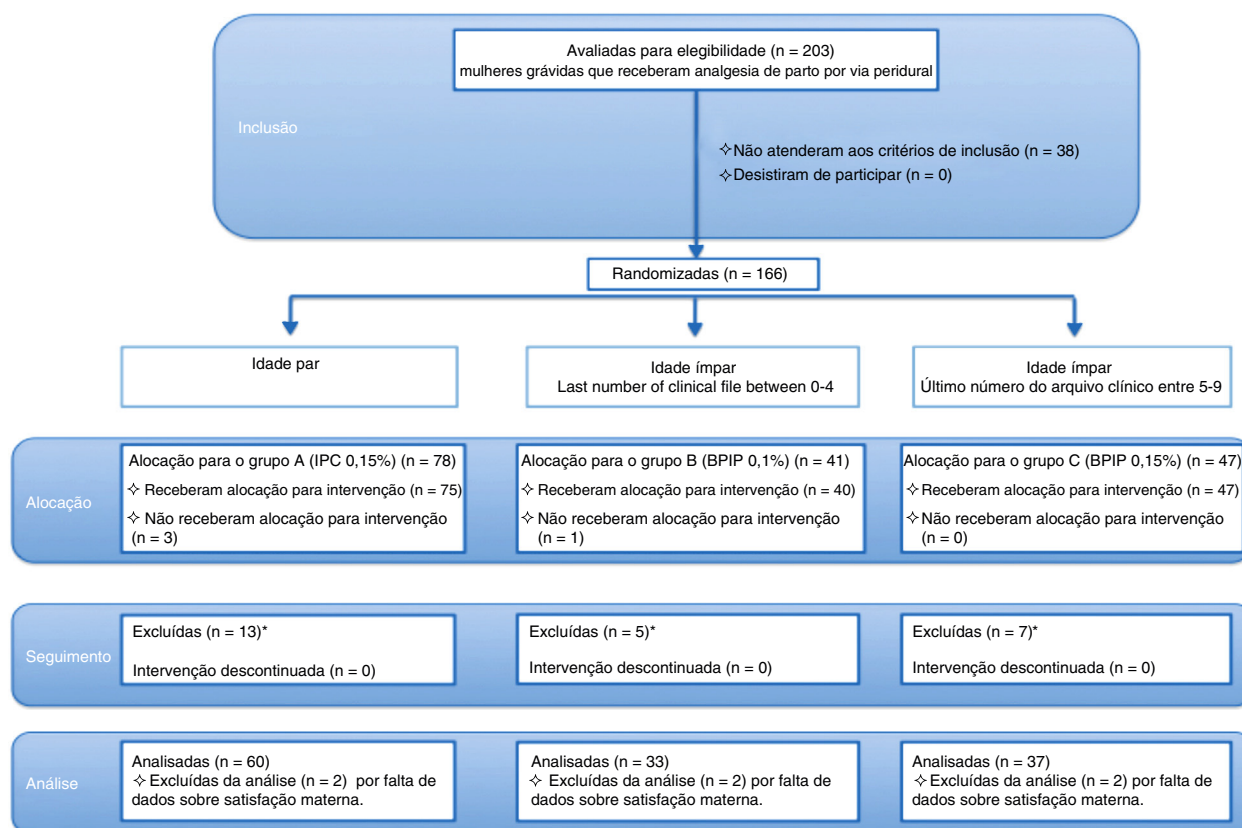 Avaliadas para elegibilidade (n = 203)
mulheres grávidas que receberam analgesia de parto por via peridural
Inclusão
✧Não atenderam aos critérios de inclusão (n = 38)
✧Desistiram de participar (n = 0)
Randomizadas (n = 166)
Idade par
Idade ímpar
Last number of clinical file between 0-4
Idade ímpar
Último número do arquivo clínico entre 5-9
Alocação
Alocação para o grupo A (IPC 0,15%) (n = 78)
✧ Receberam alocação para intervenção (n = 75)
✧ Não receberam alocação para intervenção
(n = 3)
Alocação para o grupo B (BPIP 0,1%) (n = 41)
✧ Receberam alocação para intervenção (n = 40)
✧ Não receberam alocação para intervenção
(n = 1)
Alocação para o grupo C (BPIP 0,15%) (n = 47)
✧ Receberam alocação para intervenção (n = 47)
✧ Não receberam alocação para intervenção
(n = 0)
Seguimento
Excluídas (n = 13)*
Intervenção descontinuada (n = 0)
Excluídas (n = 5)*
Intervenção descontinuada (n = 0)
Excluídas (n = 7)*
Intervenção descontinuada (n = 0)
Análise
Analisadas (n = 60)
✧ Excluídas da análise (n = 2) por falta de
dados sobre satisfação materna.
Analisadas (n = 33)
✧ Excluídas da análise (n = 2) por falta de
dados sobre satisfação materna.
Analisadas (n = 37)
✧ Excluídas da análise (n = 2) por falta de
dados sobre satisfação materna.